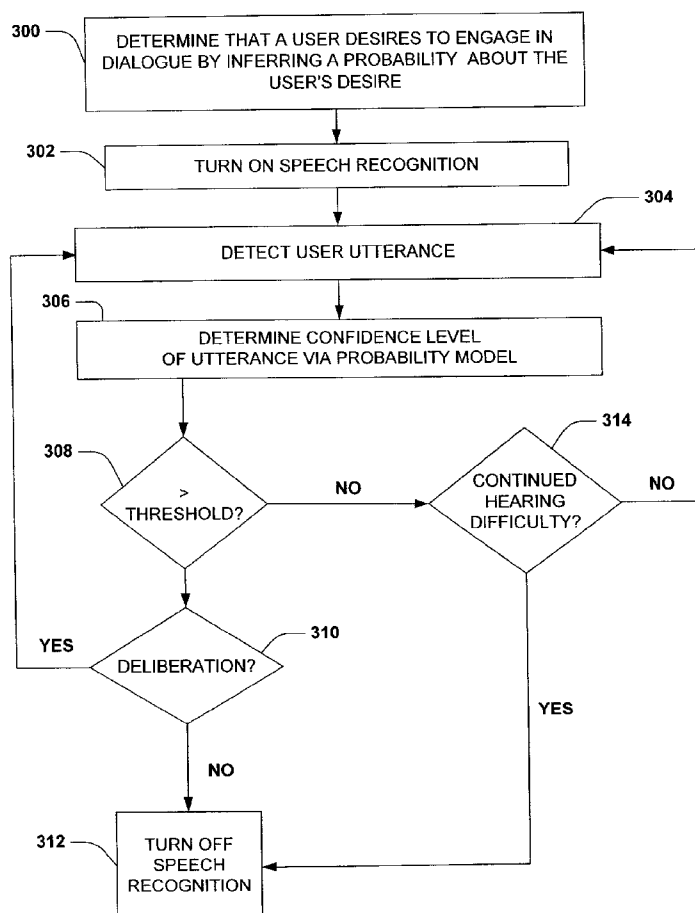 300
DETERMINE THAT A USER DESIRES TO ENGAGE IN
DIALOGUE BY INFERRING A PROBABILITY ABOUT THE
USER'S DESIRE
302
TURN ON SPEECH RECOGNITION
304
DETECT USER UTTERANCE
306
DETERMINE CONFIDENCE LEVEL
OF UTTERANCE VIA PROBABILITY MODEL
308
>
THRESHOLD?
NO
314
CONTINUED
HEARING
DIFFICULTY?
NO
YES
310
DELIBERATION?
YES
NO
312
TURN OFF
SPEECH
RECOGNITION